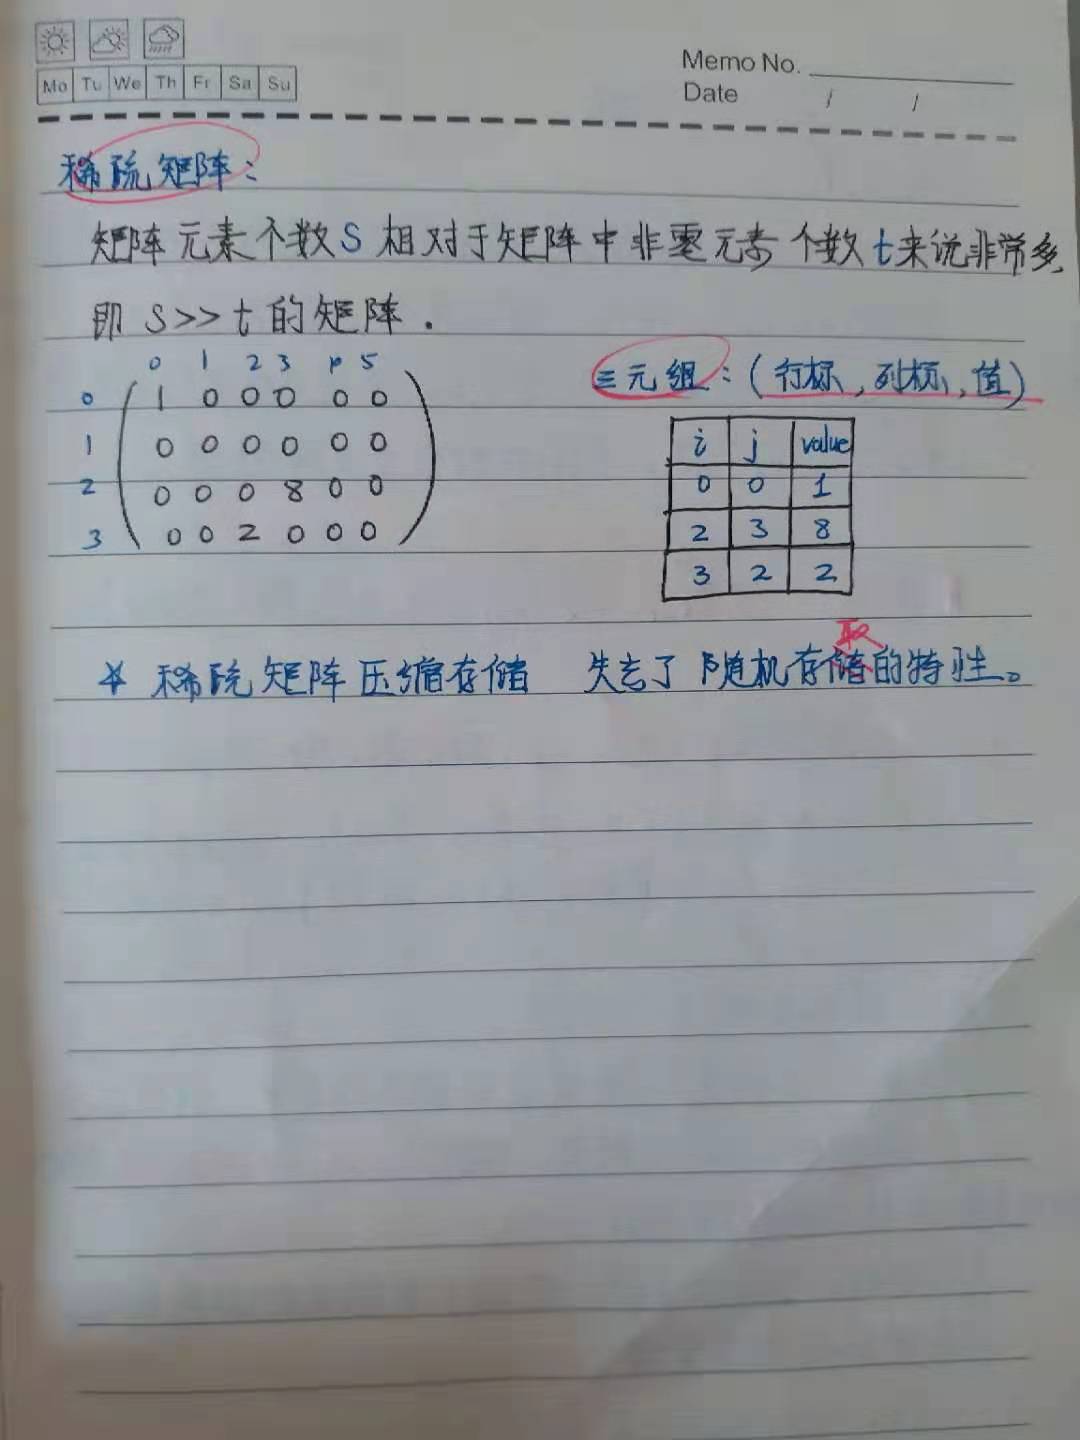 Mo Tu We Th Fr Sa Su
Memo No.
Date / /
稀疏矩阵:
矩阵元素个数S相对于矩阵中非零元素个数t来说非常多,
即 S>>t 的矩阵.
0 1 2 3 4 5
0 1 0 0 0 0 0
1 0 0 0 0 0 0
2 0 0 0 8 0 0
3 0 0 2 0 0 0
三元组:(行标,列标,值)
i j value
0 0 1
2 3 8
3 2 2
取
* 稀疏矩阵压缩存储 失去了随机存储的特性。